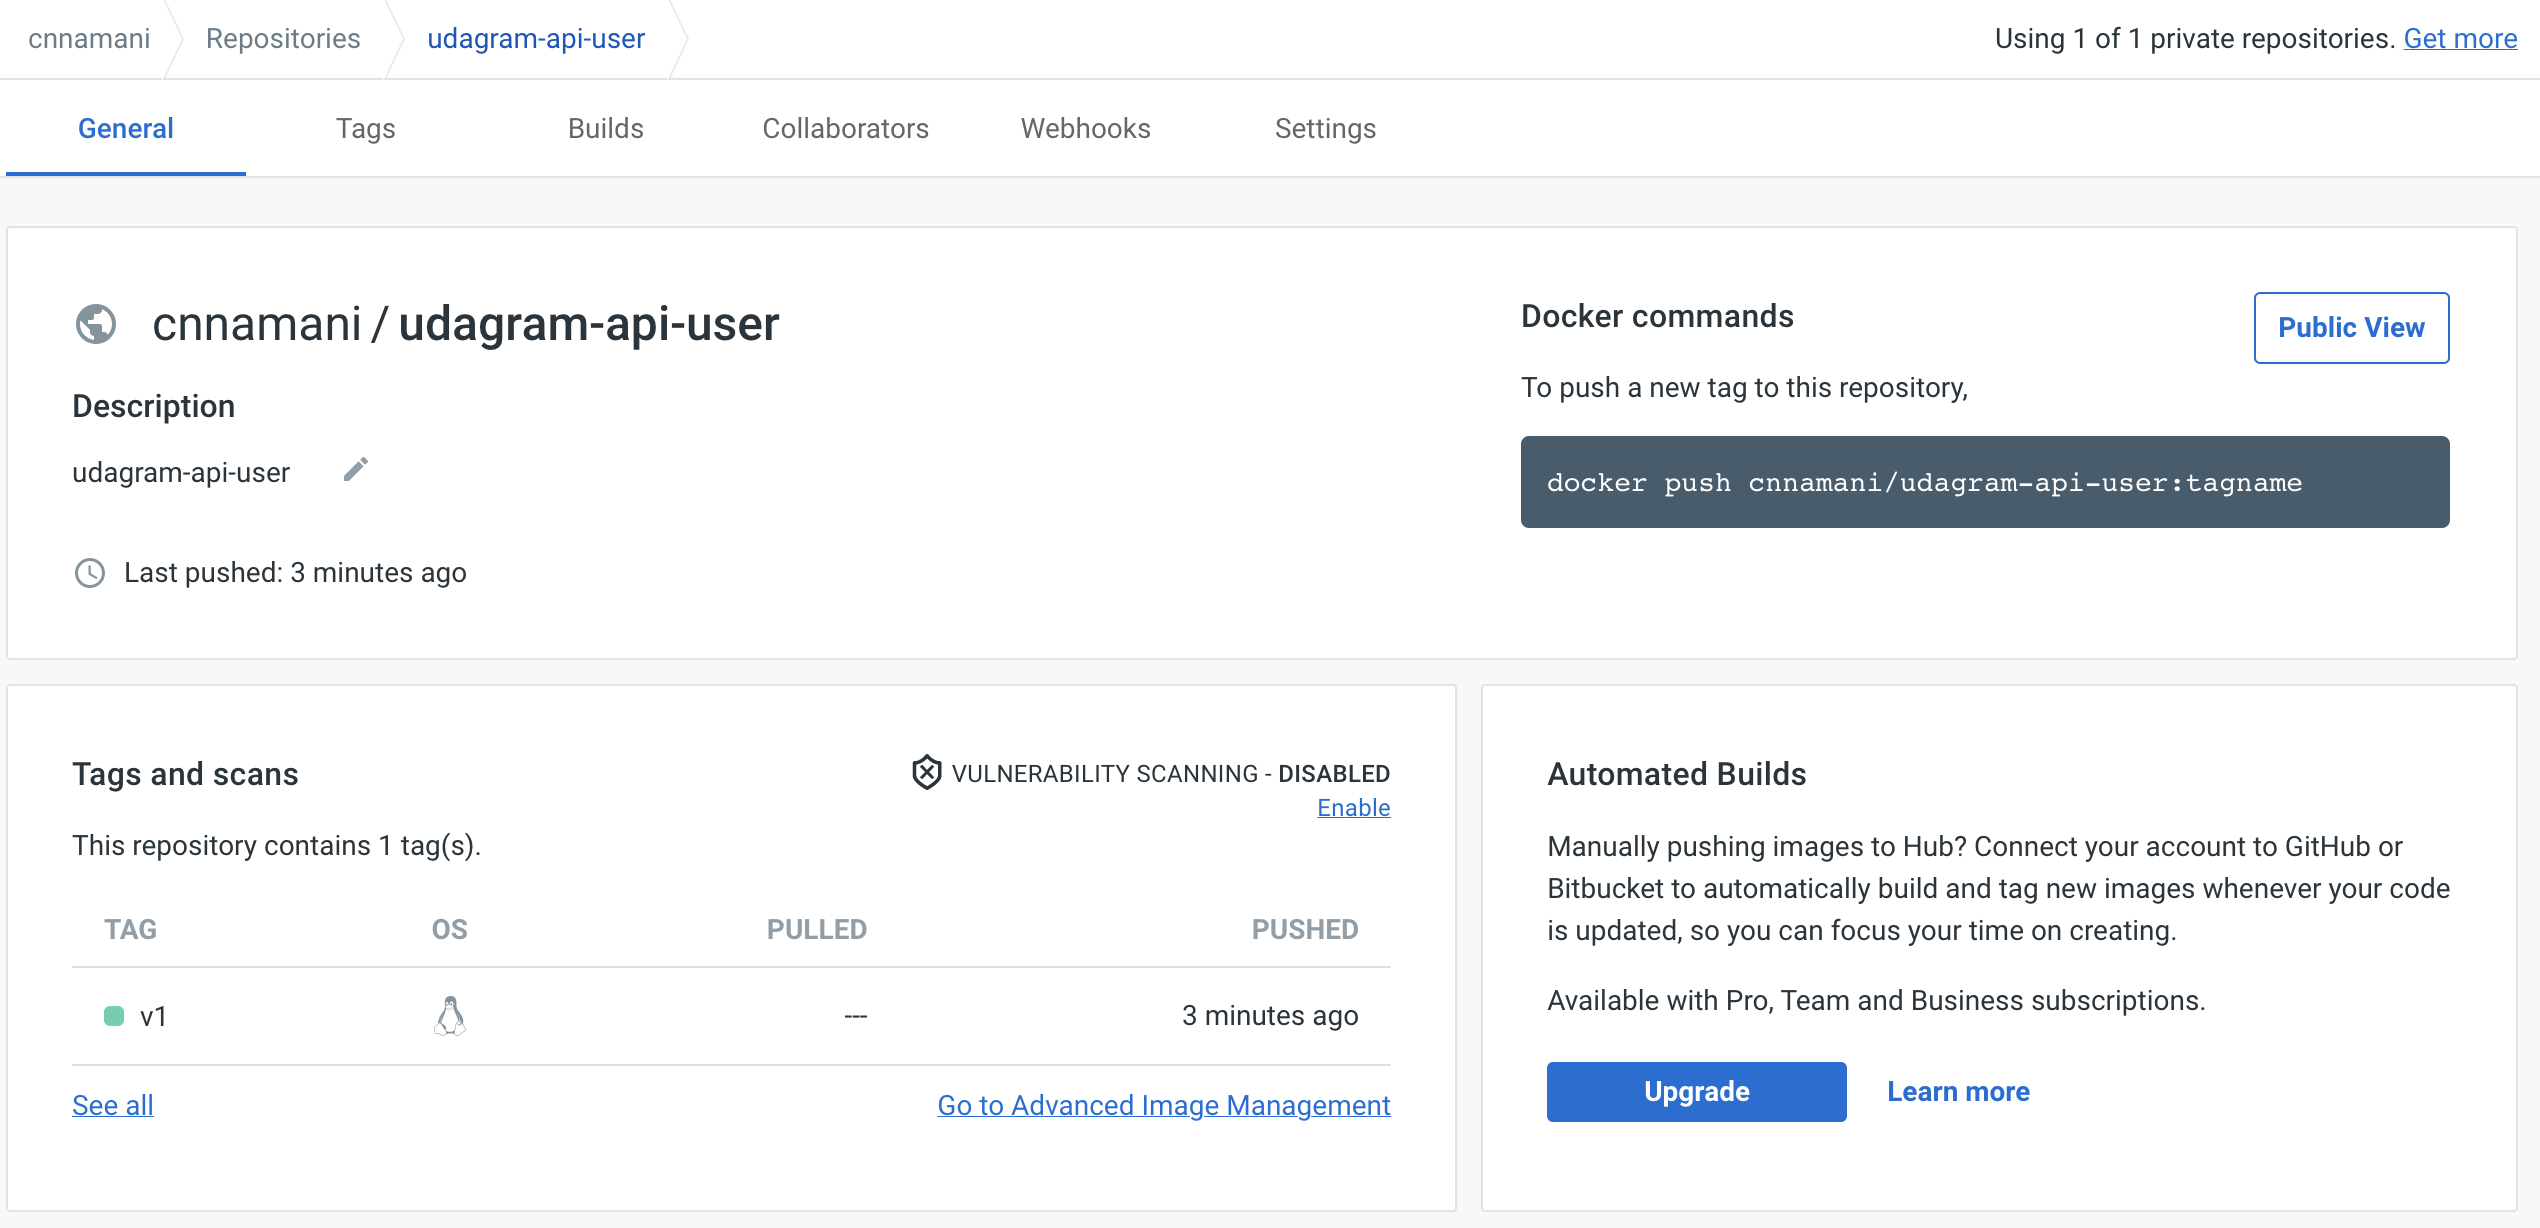 cnnamani
Repositories
udagram-api-user
Using 1 of 1 private repositories. Get more
General
Tags
Builds
Collaborators
Webhooks
Settings
cnnamani / udagram-api-user
Description
udagram-api-user
Last pushed: 3 minutes ago
Docker commands
Public View
To push a new tag to this repository,
docker push cnnamani/udagram-api-user:tagname
Tags and scans
VULNERABILITY SCANNING - DISABLED
Enable
This repository contains 1 tag(s).
TAG OS PULLED PUSHED
v1 --- 3 minutes ago
See all
Go to Advanced Image Management
Automated Builds
Manually pushing images to Hub? Connect your account to GitHub or
Bitbucket to automatically build and tag new images whenever your code
is updated, so you can focus your time on creating.
Available with Pro, Team and Business subscriptions.
Upgrade
Learn more